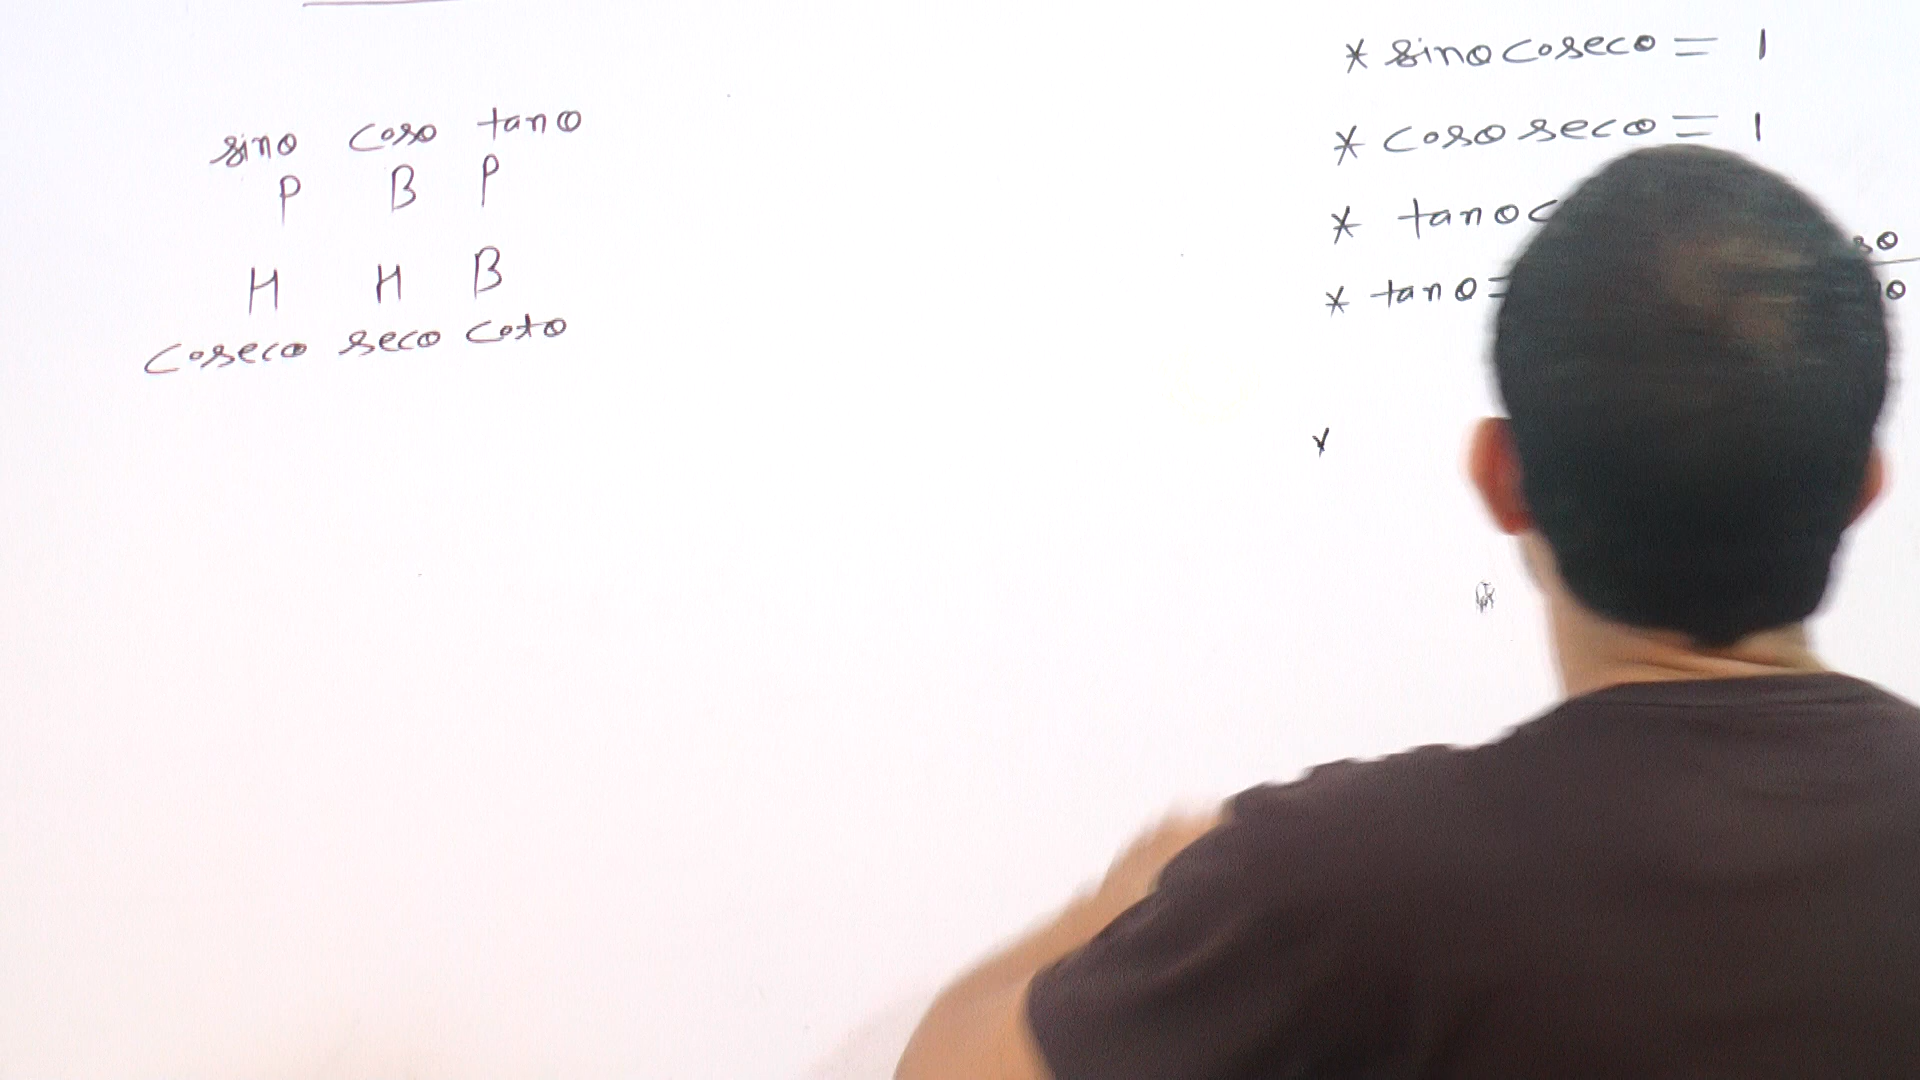 sinθ cosθ tanθ
P B P
H H B
cosecθ secθ cotθ
* sinθ cosecθ = 1
* cosθ secθ = 1
* tanθ c
* tanθ =